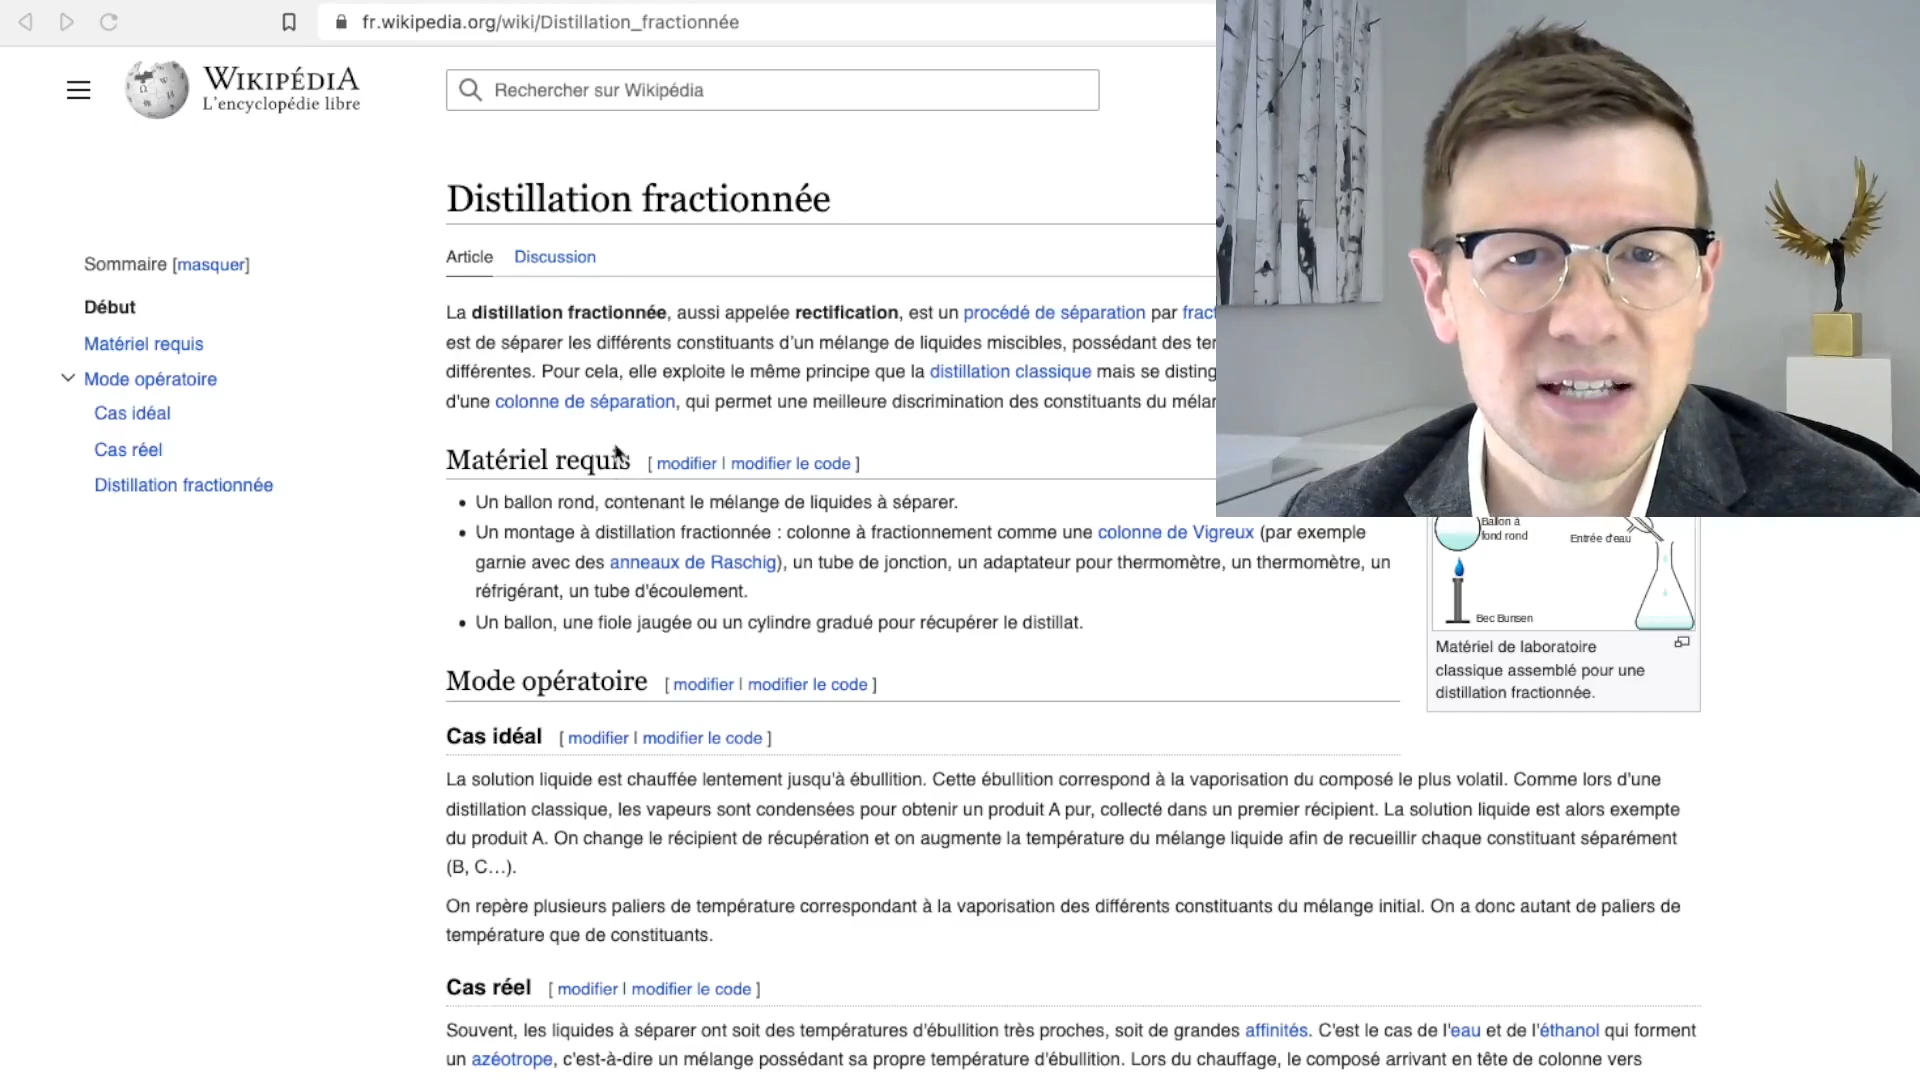 fr.wikipedia.org/wiki/Distillation_fractionnée
WIKIPÉDIA
L'encyclopédie libre
Rechercher sur Wikipédia
Distillation fractionnée
Article Discussion
Sommaire [masquer]
Début
Matériel requis
Mode opératoire
Cas idéal
Cas réel
Distillation fractionnée
La distillation fractionnée, aussi appelée rectification, est un procédé de séparation par
est de séparer les différents constituants d'un mélange de liquides miscibles, possédant des
différentes. Pour cela, elle exploite le même principe que la distillation classique mais se
d'une colonne de séparation, qui permet une meilleure discrimination des constituants du
Matériel requis [ modifier | modifier le code ]
• Un ballon rond, contenant le mélange de liquides à séparer.
• Un montage à distillation fractionnée : colonne à fractionnement comme une colonne de Vigreux (par exemple
garnie avec des anneaux de Raschig), un tube de jonction, un adaptateur pour thermomètre, un thermomètre, un
réfrigérant, un tube d'écoulement.
• Un ballon, une fiole jaugée ou un cylindre gradué pour récupérer le distillat.
Ballon à
fond rond
Entrée d'eau
Bec Bunsen
Matériel de laboratoire
classique assemblé pour une
distillation fractionnée.
Mode opératoire [ modifier | modifier le code ]
Cas idéal [ modifier | modifier le code ]
La solution liquide est chauffée lentement jusqu'à ébullition. Cette ébullition correspond à la vaporisation du composé le plus volatil. Comme lors d'une
distillation classique, les vapeurs sont condensées pour obtenir un produit A pur, collecté dans un premier récipient. La solution liquide est alors exempte
du produit A. On change le récipient de récupération et on augmente la température du mélange liquide afin de recueillir chaque constituant séparément
(B, C…).
On repère plusieurs paliers de température correspondant à la vaporisation des différents constituants du mélange initial. On a donc autant de paliers de
température que de constituants.
Cas réel [ modifier | modifier le code ]
Souvent, les liquides à séparer ont soit des températures d'ébullition très proches, soit de grandes affinités. C'est le cas de l'eau et de l'éthanol qui forment
un azéotrope, c'est-à-dire un mélange possédant sa propre température d'ébullition. Lors du chauffage, le composé arrivant en tête de colonne vers